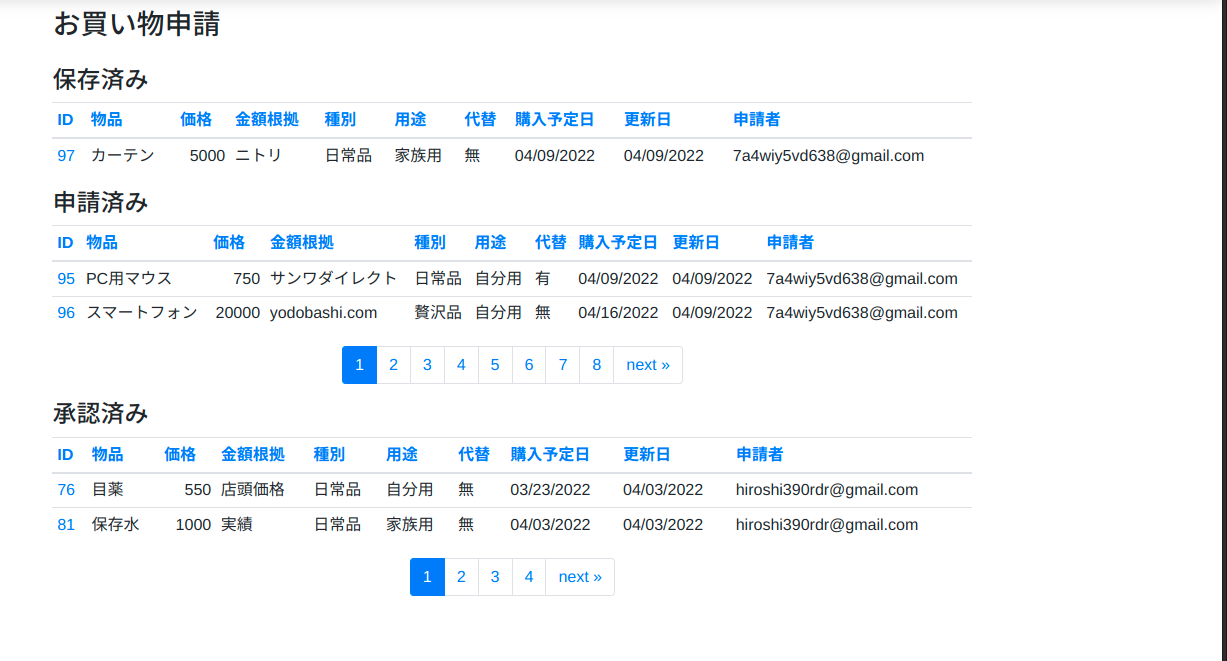 お買い物申請
保存済み
ID 物品 価格 金額根拠 種別 用途 代替 購入予定日 更新日 申請者
97 カーテン 5000 ニトリ 日常品 家族用 無 04/09/2022 04/09/2022 7a4wiy5vd638@gmail.com
申請済み
ID 物品 価格 金額根拠 種別 用途 代替 購入予定日 更新日 申請者
95 PC用マウス 750 サンワダイレクト 日常品 自分用 有 04/09/2022 04/09/2022 7a4wiy5vd638@gmail.com
96 スマートフォン 20000 yodobashi.com 贅沢品 自分用 無 04/16/2022 04/09/2022 7a4wiy5vd638@gmail.com
1 2 3 4 5 6 7 8 next »
承認済み
ID 物品 価格 金額根拠 種別 用途 代替 購入予定日 更新日 申請者
76 目薬 550 店頭価格 日常品 自分用 無 03/23/2022 04/03/2022 hiroshi390rdr@gmail.com
81 保存水 1000 実績 日常品 家族用 無 04/03/2022 04/03/2022 hiroshi390rdr@gmail.com
1 2 3 4 next »